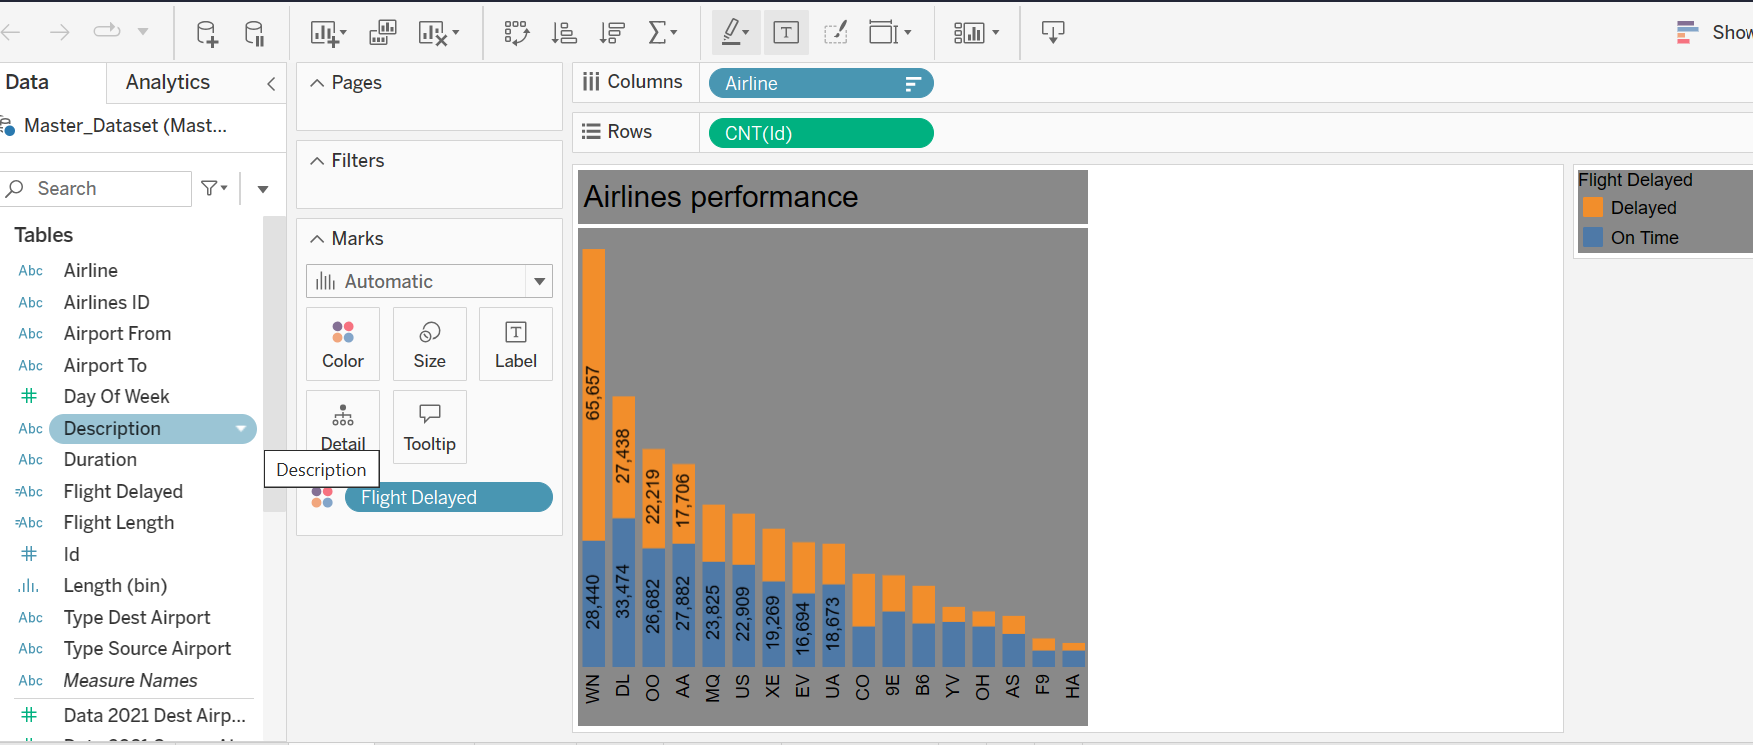 Show
Data
Analytics
Master_Dataset (Mast...
Search
Tables
Abc Airline
Abc Airlines ID
Abc Airport From
Abc Airport To
# Day Of Week
Abc Description
Abc Duration
=Abc Flight Delayed
=Abc Flight Length
# Id
Length (bin)
Abc Type Dest Airport
Abc Type Source Airport
Abc Measure Names
# Data 2021 Dest Airp...
Pages
Filters
Marks
Automatic
Color
Size
T
Label
Detail
Tooltip
Description
Flight Delayed
Columns
Airline
Rows
CNT(Id)
Airlines performance
65,657
27,438
22,219
17,706
28,440
33,474
26,682
27,882
23,825
22,909
19,269
16,694
18,673
WN
DL
OO
AA
MQ
US
XE
EV
UA
CO
9E
B6
YV
OH
AS
F9
HA
Flight Delayed
Delayed
On Time